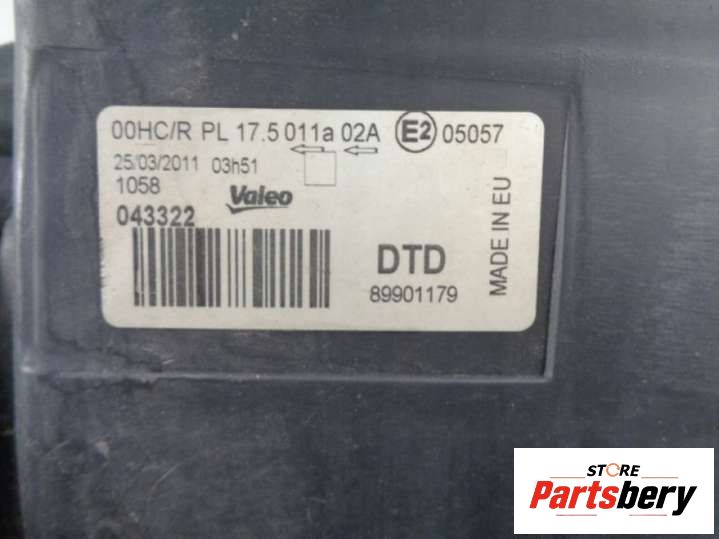 00HC/R PL 17.5 011a 02A E2 05057
25/03/2011 03h51
1058
Valeo
043322
DTD
89901179
MADE IN EU
STORE
Partsbery